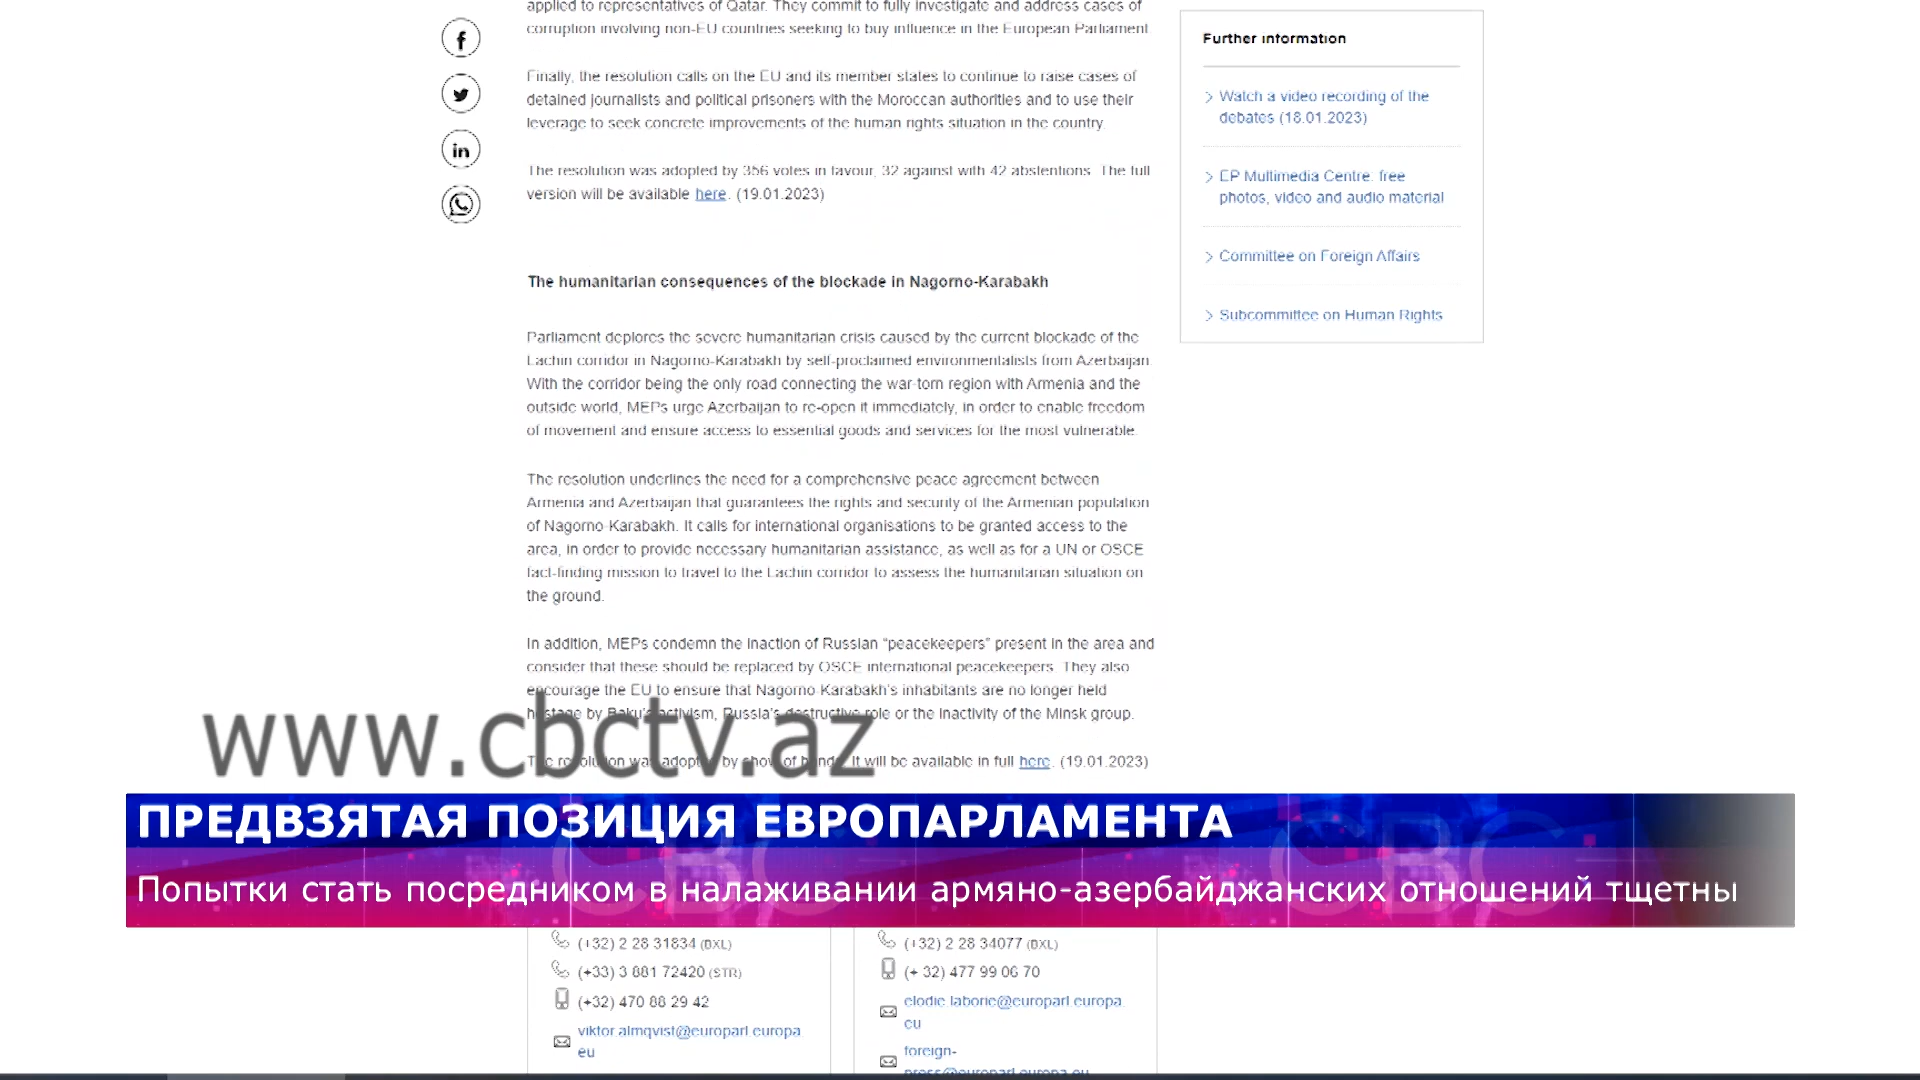 applied to representatives of Qatar. They commit to fully investigate and address cases of
corruption involving non-EU countries seeking to buy influence in the European Parliament
Finally, the resolution calls on the EU and its member states to continue to raise cases of
detained journalists and political prisoners with the Moroccan authorities and to use their
leverage to seek concrete improvements of the human rights situation in the country.
The resolution was adopted by 356 votes in favour, 32 against with 42 abstentions. The full
version will be available here. (19.01.2023)
The humanitarian consequences of the blockade in Nagorno-Karabakh
Parliament deplores the severe humanitarian crisis caused by the current blockade of the
Lachin corridor in Nagorno-Karabakh by self-proclaimed environmentalists from Azerbaijan.
With the corridor being the only road connecting the war-torn region with Armenia and the
outside world, MEPs urge Azerbaijan to re-open it immediately, in order to enable freedom
of movement and ensure access to essential goods and services for the most vulnerable.
The resolution underlines the need for a comprehensive peace agreement between
Armenia and Azerbaijan that guarantees the rights and security of the Armenian population
of Nagorno-Karabakh. It calls for international organisations to be granted access to the
area, in order to provide necessary humanitarian assistance, as well as for a UN or OSCE
fact-finding mission to travel to the Lachin corridor to assess the humanitarian situation on
the ground.
In addition, MEPs condemn the inaction of Russian “peacekeepers” present in the area and
consider that these should be replaced by OSCE international peacekeepers. They also
encourage the EU to ensure that Nagorno-Karabakh’s inhabitants are no longer held
hostage by Baku’s activism, Russia’s destructive role or the inactivity of the Minsk group.
The resolution was adopted by show of hands. It will be available in full here. (19.01.2023)
Further information
Watch a video recording of the
debates (18.01.2023)
EP Multimedia Centre: free
photos, video and audio material
Committee on Foreign Affairs
Subcommittee on Human Rights
www.cbctv.az
ПРЕДВЗЯТАЯ ПОЗИЦИЯ ЕВРОПАРЛАМЕНТА
Попытки стать посредником в налаживании армяно-азербайджанских отношений тщетны
CBC CBC
(+32) 2 28 31834 (BXL)
(+33) 3 881 72420 (STR)
(+32) 470 88 29 42
viktor.almqvist@europarl.europa.
eu
(+32) 2 28 34077 (BXL)
(+ 32) 477 99 06 70
elodie.laborie@europarl.europa.
eu
foreign-
press@europarl.europa.eu